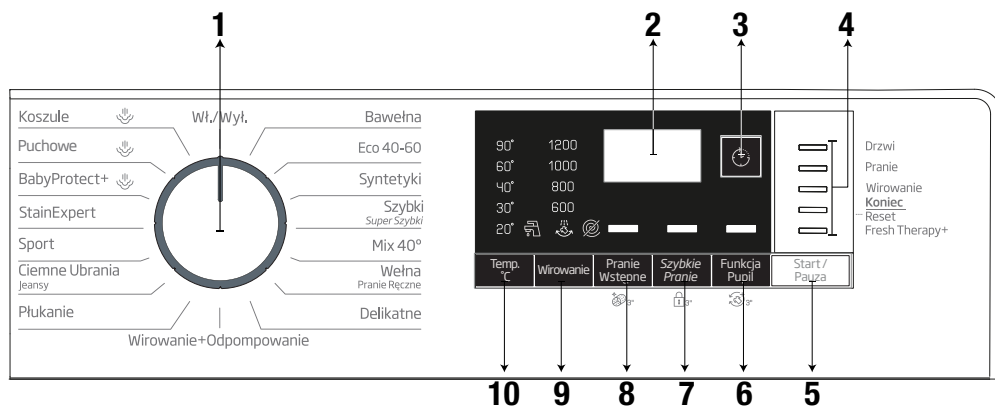 1
2
3
4
Koszule
Wł./Wył.
Bawełna
Puchowe
Eco 40-60
BabyProtect+
Syntetyki
StainExpert
Szybki
Super Szybki
Sport
Mix 40°
Ciemne Ubrania
Jeansy
Wełna
Pranie Ręczne
Płukanie
Delikatne
Wirowanie+Odpompowanie
90° 1200
60° 1000
40° 800
30° 600
20°
Drzwi
Pranie
Wirowanie
Koniec
Reset
Fresh Therapy+
Temp.
°C
Wirowanie
Pranie
Wstępne
Szybkie
Pranie
Funkcja
Pupil
Start /
Pauza
3"
3"
3"
10
9
8
7
6
5